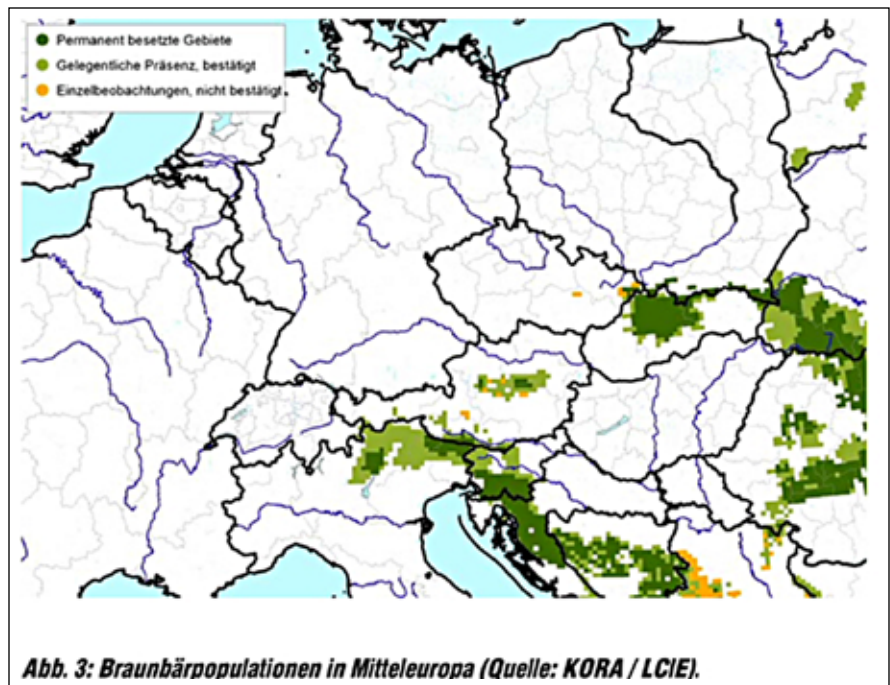 Permanent besetzte Gebiete
Gelegentliche Präsenz, bestätigt
Einzelbeobachtungen, nicht bestätigt
Abb. 3: Braunbärpopulationen in Mitteleuropa (Quelle: KORA / LCIE).